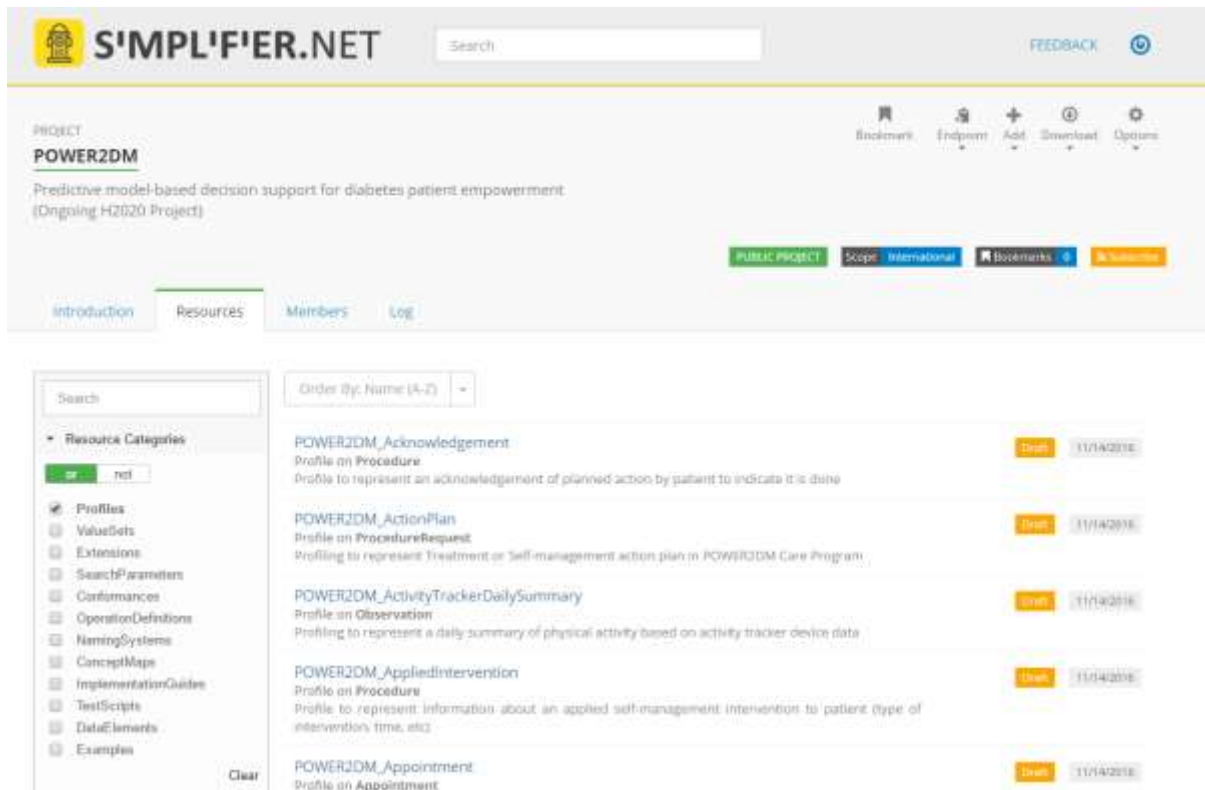 S!MPL!F!ER.NET
Search
FEEDBACK
PROJECT
POWER2DM
Predictive model-based decision support for diabetes patient empowerment
(Ongoing H2020 Project)
Bookmark Endpoint Add Download Options
PUBLIC PROJECT Scope International Bookmarks 0 Subscribe
Introduction Resources Members Log
Search
Resource Categories
or not
Profiles
ValueSets
Extensions
SearchParameters
Conformances
OperationDefinitions
NamingSystems
ConceptMaps
ImplementationGuides
TestScripts
DataElements
Examples
Clear
Order By: Name (A-Z)
POWER2DM_Acknowledgement
Profile on Procedure
Profile to represent an acknowledgement of planned action by patient to indicate it is done
Draft 11/14/2016
POWER2DM_ActionPlan
Profile on ProcedureRequest
Profiling to represent Treatment or Self-management action plan in POWER2DM Care Program
Draft 11/14/2016
POWER2DM_ActivityTrackerDailySummary
Profile on Observation
Profiling to represent a daily summary of physical activity based on activity tracker device data
Draft 11/14/2016
POWER2DM_AppliedIntervention
Profile on Procedure
Profile to represent information about an applied self-management intervention to patient (type of
intervention, time, etc)
Draft 11/14/2016
POWER2DM_Appointment
Profile on Appointment
Draft 11/14/2016